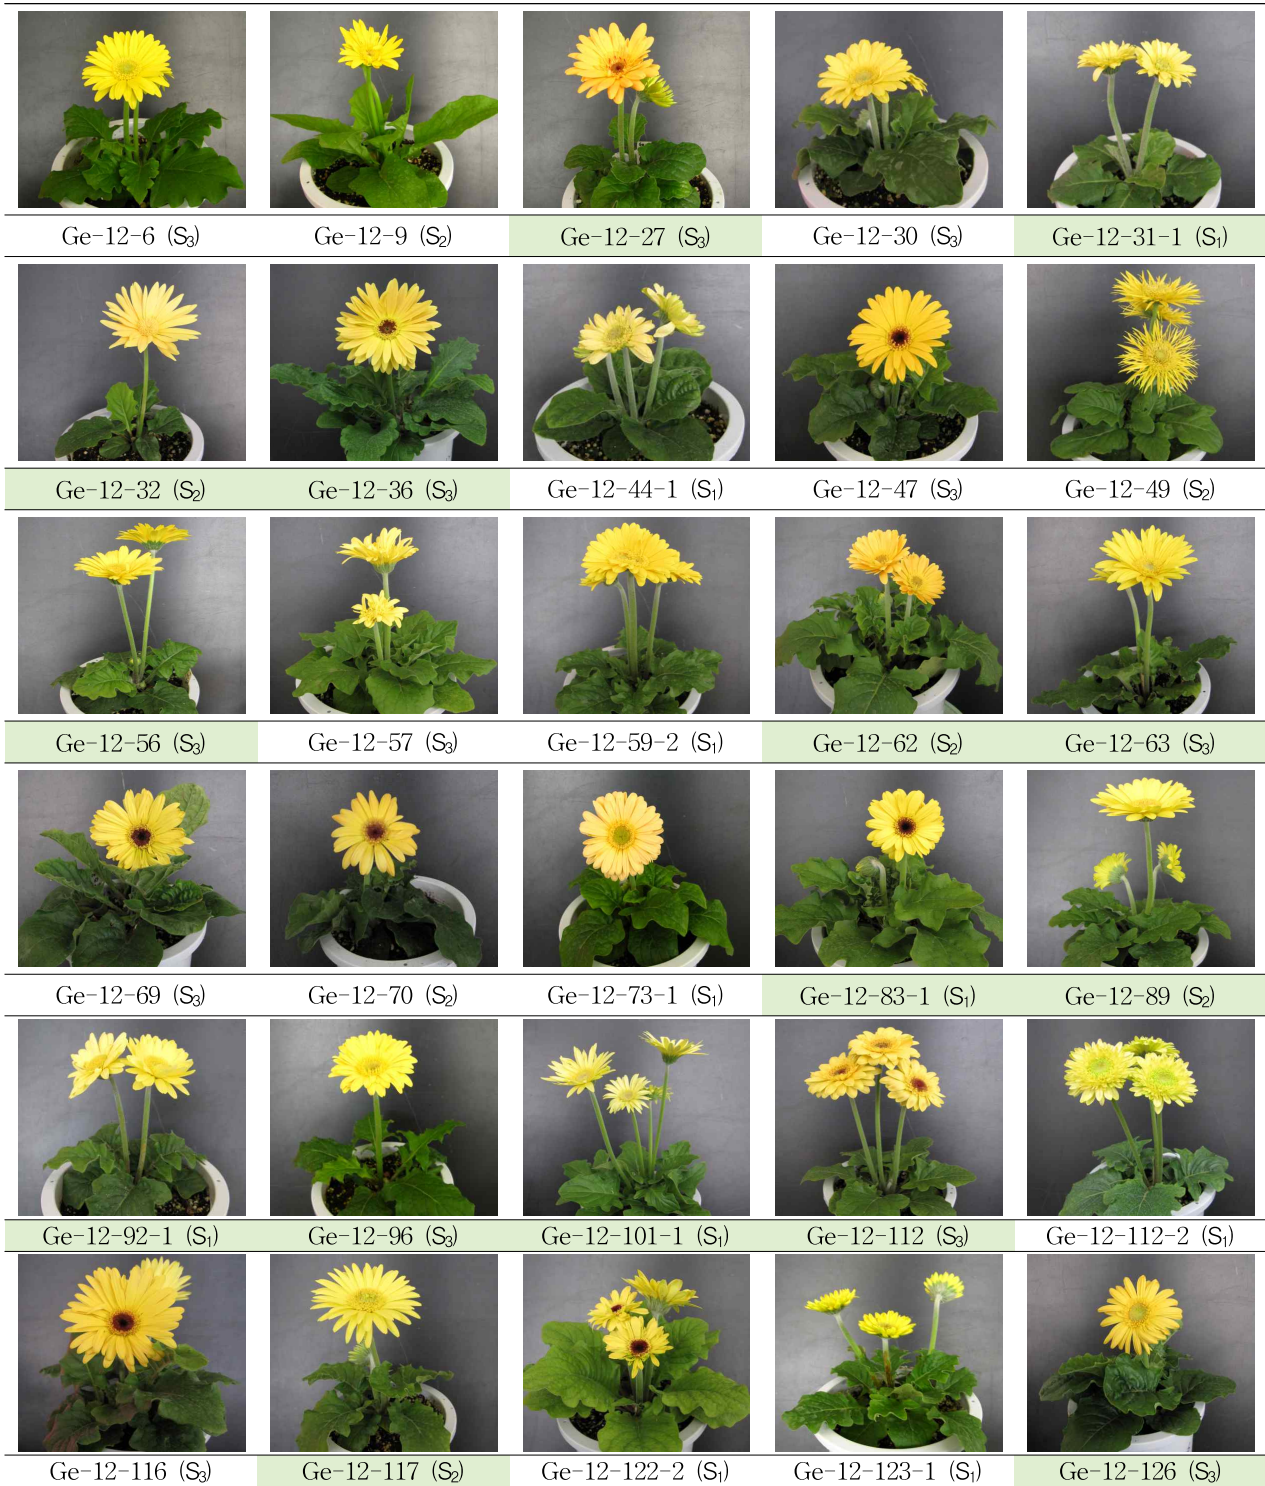 Ge-12-6 (S₃) Ge-12-9 (S₂) Ge-12-27 (S₃) Ge-12-30 (S₃) Ge-12-31-1 (S₁)
Ge-12-32 (S₂) Ge-12-36 (S₃) Ge-12-44-1 (S₁) Ge-12-47 (S₃) Ge-12-49 (S₂)
Ge-12-56 (S₃) Ge-12-57 (S₃) Ge-12-59-2 (S₁) Ge-12-62 (S₂) Ge-12-63 (S₃)
Ge-12-69 (S₃) Ge-12-70 (S₂) Ge-12-73-1 (S₁) Ge-12-83-1 (S₁) Ge-12-89 (S₂)
Ge-12-92-1 (S₁) Ge-12-96 (S₃) Ge-12-101-1 (S₁) Ge-12-112 (S₃) Ge-12-112-2 (S₁)
Ge-12-116 (S₃) Ge-12-117 (S₂) Ge-12-122-2 (S₁) Ge-12-123-1 (S₁) Ge-12-126 (S₃)